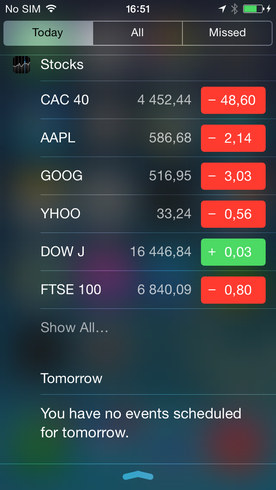 No SIM 16:51
Today All Missed
Stocks
CAC 40 4 452,44 − 48,60
AAPL 586,68 − 2,14
GOOG 516,95 − 3,03
YHOO 33,24 − 0,56
DOW J 16 446,84 + 0,03
FTSE 100 6 840,09 − 0,80
Show All...
Tomorrow
You have no events scheduled
for tomorrow.